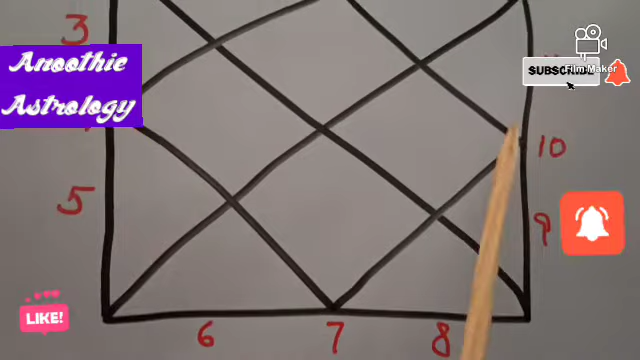 3
Anoothie
Astrology
SUBSCRIBE
Film Maker
10
5
9
LIKE!
6
7
8